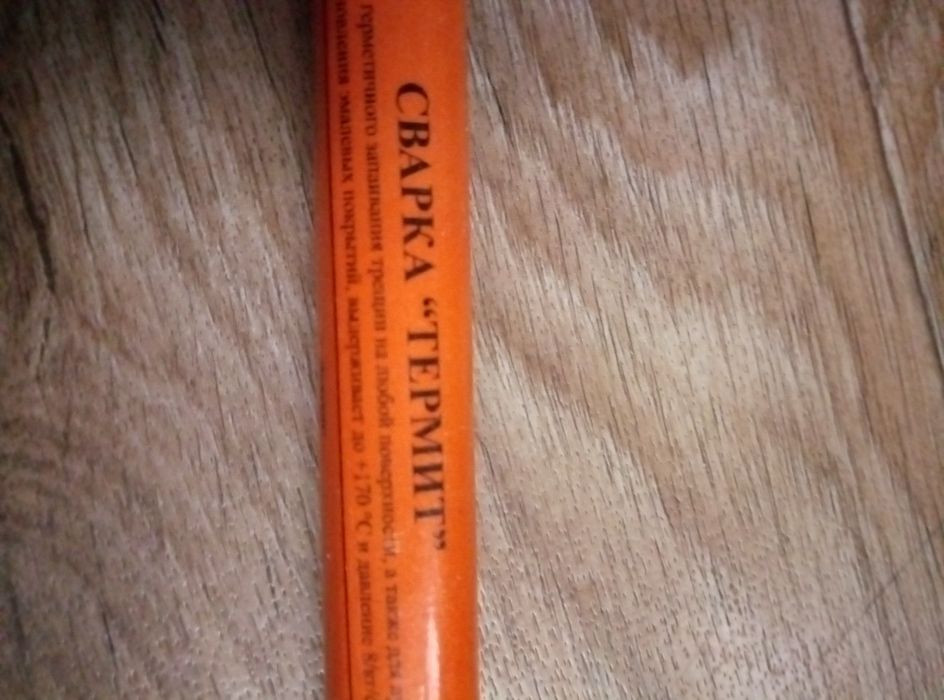 СВАРКА “ТЕРМИТ”
герметичного запаивания трещин на любой поверхности, а также для
эмалевых покрытий, выдерживает до +170 °С и давление